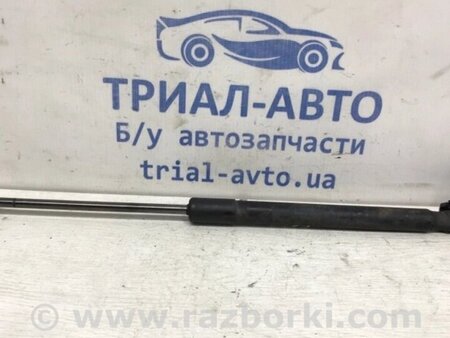 ТРИАЛ-АВТО
Б/у автозапчасти
trial-avto.ua
© www.razborki.com